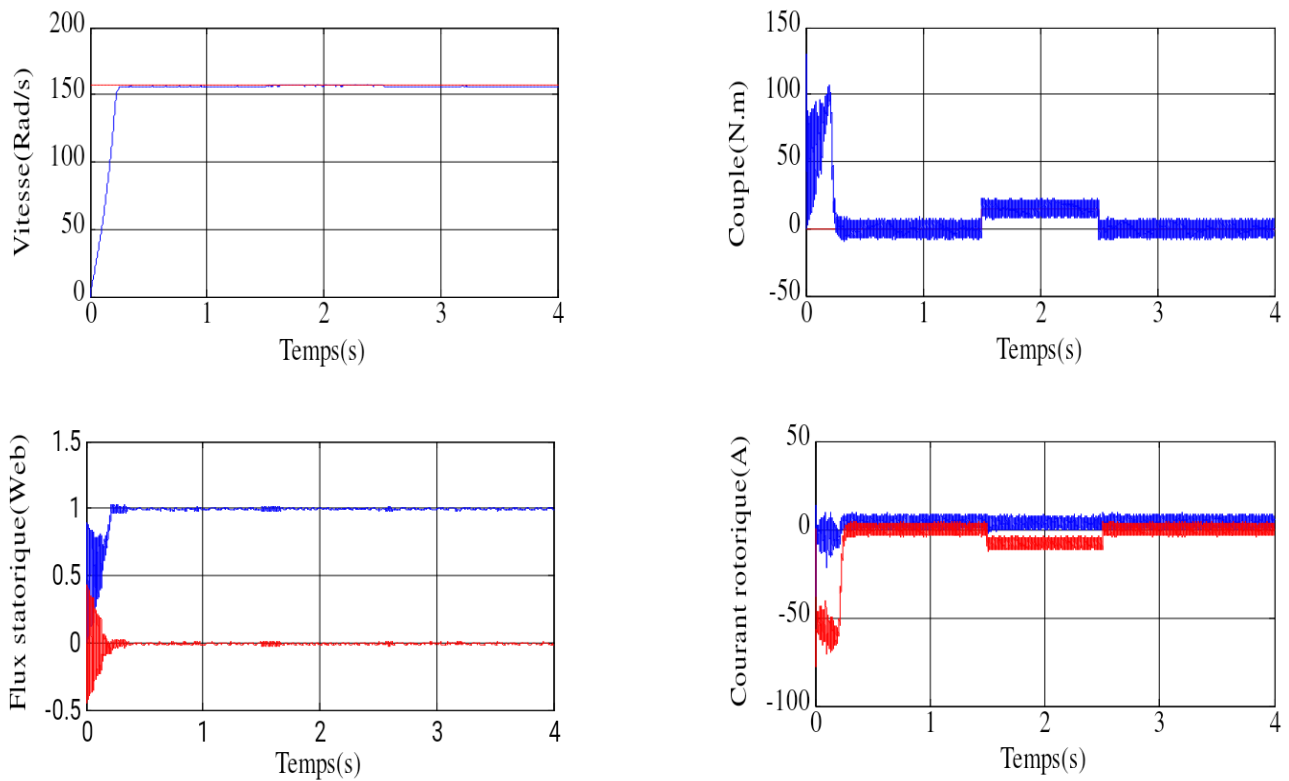 Vitesse(Rad/s)
200
150
100
50
0
0 1 2 3 4
Temps(s)
Couple(N.m)
150
100
50
0
-50
0 1 2 3 4
Temps(s)
Flux statorique(Web)
1.5
1
0.5
0
-0.5
0 1 2 3 4
Temps(s)
Courant rotorique(A)
50
0
-50
-100
0 1 2 3 4
Temps(s)